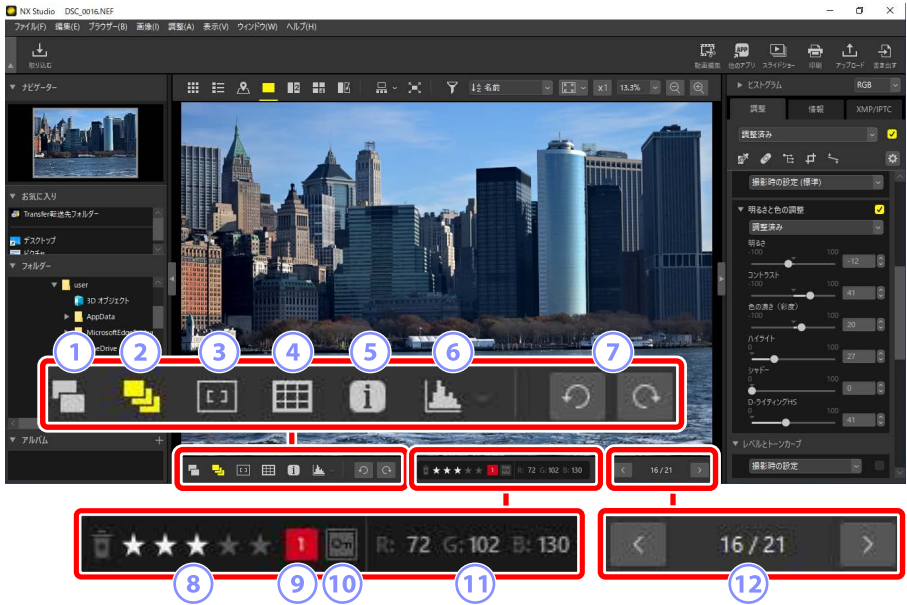 NX Studio DSC_0016.NEF
ファイル(F) 編集(E) ブラウザー(B) 画像(I) 調整(A) 表示(V) ウィンドウ(W) ヘルプ(H)
取り込む
動画編集 他のアプリ スライドショー 印刷 アップロード 書き出す
APP
ナビゲーター
名前
x1 13.3%
ヒストグラム RGB
調整 情報 XMP/IPTC
調整済み
撮影時の設定 (標準)
明るさと色の調整
調整済み
明るさ
-100 100
-12
コントラスト
-100 100
41
色の濃さ (彩度)
-100 100
20
ハイライト
0 100
27
シャドー
0 100
0
D-ライティングHS
0 100
41
レベルとトーンカーブ
撮影時の設定
お気に入り
Transfer転送先フォルダー
デスクトップ
フォルダー
user
3D オブジェクト
AppData
アルバム
1 2 3 4 5 6 7
1 R: 72 G: 102 B: 130
16 / 21
1 R: 72 G: 102 B: 130
16 / 21
8 9 10 11 12